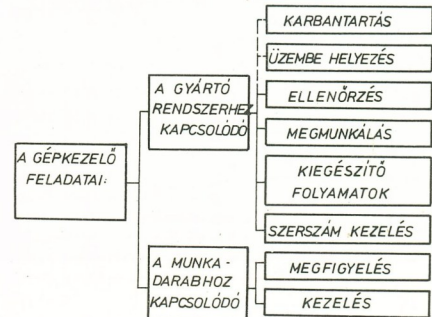 A GÉPKEZELŐ
FELADATAI:
A GYÁRTÓ
RENDSZERHEZ
KAPCSOLÓDÓ
KARBANTARTÁS
ÜZEMBE HELYEZÉS
ELLENŐRZÉS
MEGMUNKÁLÁS
KIEGÉSZÍTŐ
FOLYAMATOK
SZERSZÁM KEZELÉS
A MUNKA-
DARABHOZ
KAPCSOLÓDÓ
MEGFIGYELÉS
KEZELÉS